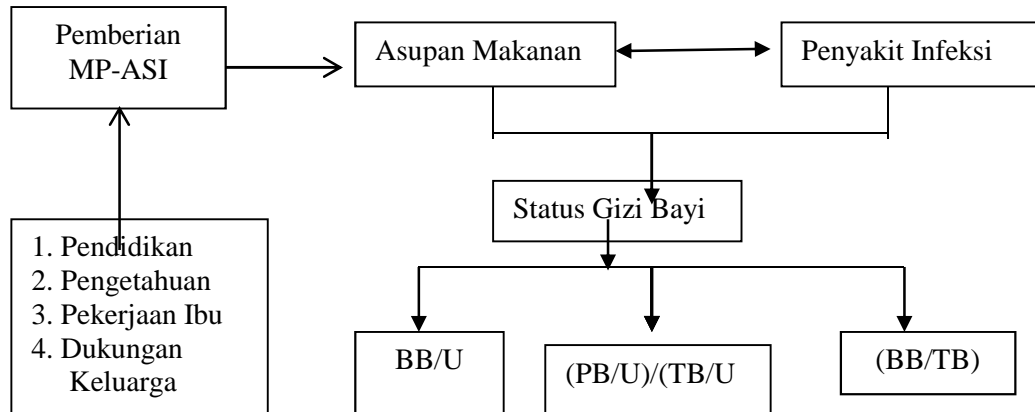 Pemberian
MP-ASI
Asupan Makanan
Penyakit Infeksi
Status Gizi Bayi
1. Pendidikan
2. Pengetahuan
3. Pekerjaan Ibu
4. Dukungan
Keluarga
BB/U
(PB/U)/(TB/U
(BB/TB)